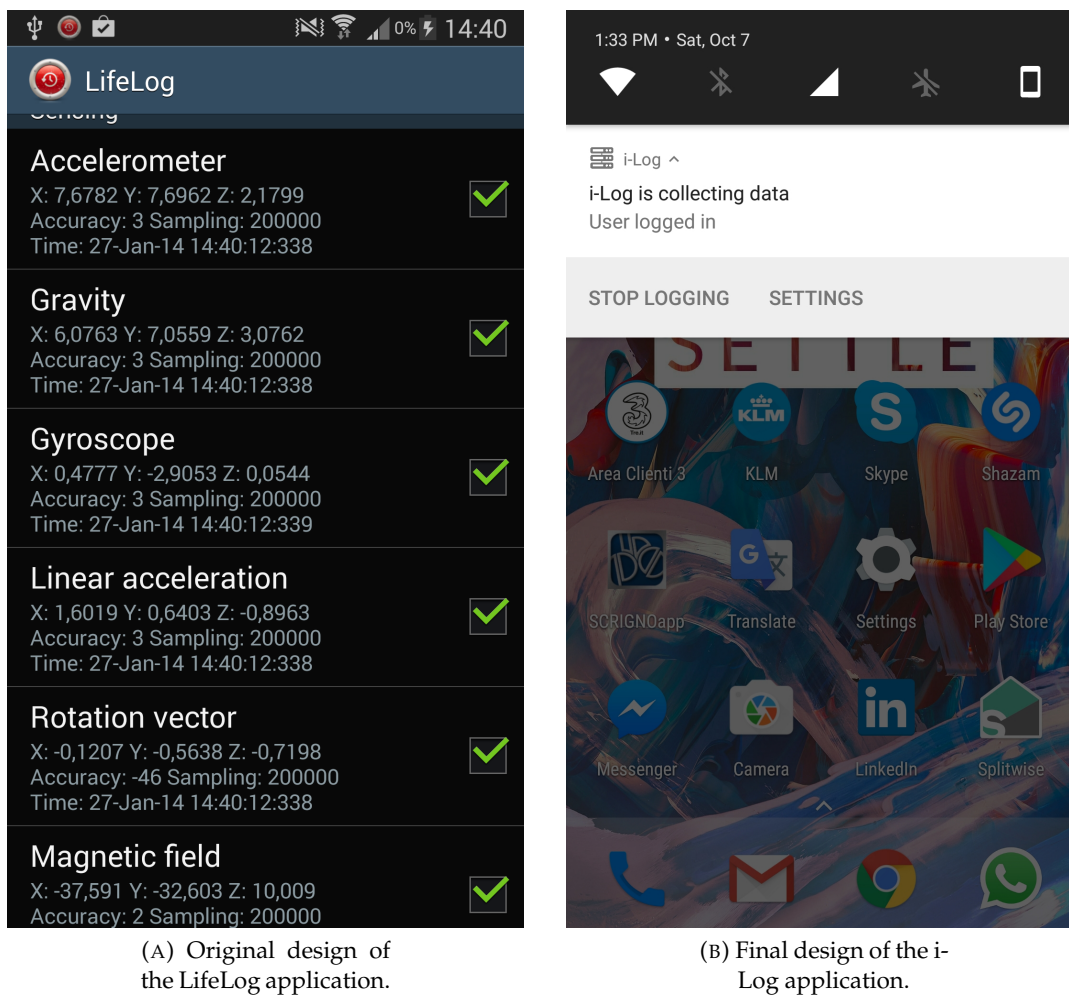 0% 14:40
LifeLog
Sensing
Accelerometer
X: 7,6782 Y: 7,6962 Z: 2,1799
Accuracy: 3 Sampling: 200000
Time: 27-Jan-14 14:40:12:338
Gravity
X: 6,0763 Y: 7,0559 Z: 3,0762
Accuracy: 3 Sampling: 200000
Time: 27-Jan-14 14:40:12:338
Gyroscope
X: 0,4777 Y: -2,9053 Z: 0,0544
Accuracy: 3 Sampling: 200000
Time: 27-Jan-14 14:40:12:339
Linear acceleration
X: 1,6019 Y: 0,6403 Z: -0,8963
Accuracy: 3 Sampling: 200000
Time: 27-Jan-14 14:40:12:338
Rotation vector
X: -0,1207 Y: -0,5638 Z: -0,7198
Accuracy: -46 Sampling: 200000
Time: 27-Jan-14 14:40:12:338
Magnetic field
X: -37,591 Y: -32,603 Z: 10,009
Accuracy: 2 Sampling: 200000
(A) Original design of
the LifeLog application.
1:33 PM • Sat, Oct 7
i-Log
i-Log is collecting data
User logged in
STOP LOGGING SETTINGS
SETTLE
3 KLM S
Tre.it
Area Clienti 3 KLM Skype Shazam
G
SCRIGNOapp Translate Settings Play Store
in S
Messenger Camera LinkedIn Splitwise
(B) Final design of the i-
Log application.